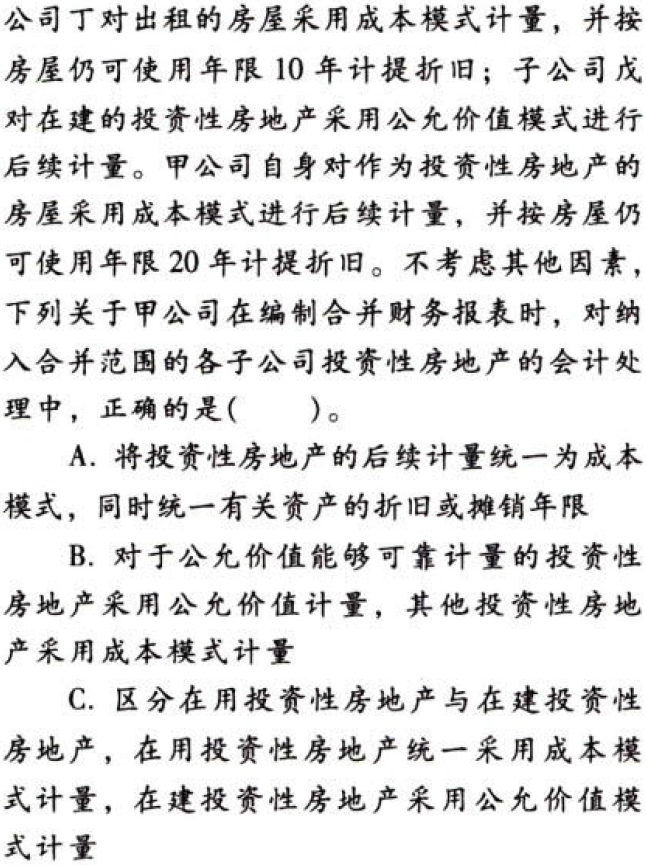 公司丁对出租的房屋采用成本模式计量，并按
房屋仍可使用年限 10 年计提折旧；子公司戊
对在建的投资性房地产采用公允价值模式进行
后续计量。甲公司自身对作为投资性房地产的
房屋采用成本模式进行后续计量，并按房屋仍
可使用年限 20 年计提折旧。不考虑其他因素，
下列关于甲公司在编制合并财务报表时，对纳
入合并范围的各子公司投资性房地产的会计处
理中，正确的是(　　)。
A. 将投资性房地产的后续计量统一为成本
模式，同时统一有关资产的折旧或摊销年限
B. 对于公允价值能够可靠计量的投资性
房地产采用公允价值计量，其他投资性房地
产采用成本模式计量
C. 区分在用投资性房地产与在建投资性
房地产，在用投资性房地产统一采用成本模
式计量，在建投资性房地产采用公允价值模
式计量